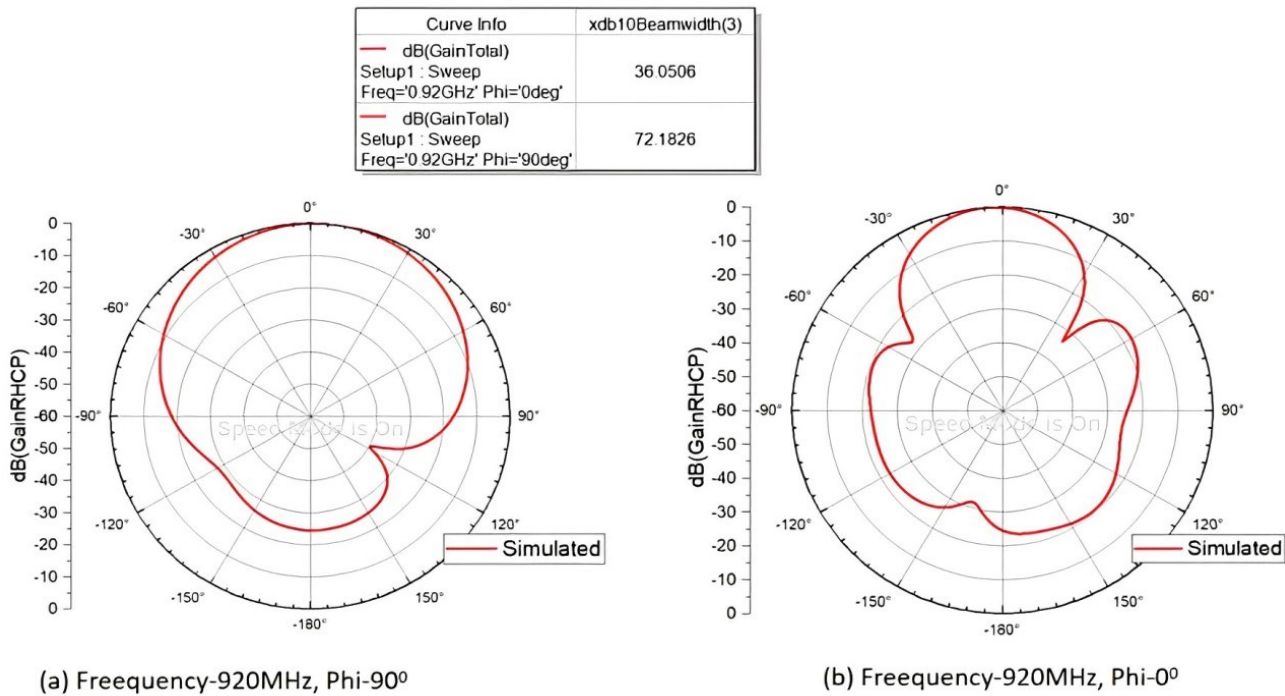 Curve Info xdb10Beamwidth(3)
dB(GainTotal)
Setup1 : Sweep 36.0506
Freq='0.92GHz' Phi='0deg'
dB(GainTotal)
Setup1 : Sweep 72.1826
Freq='0.92GHz' Phi='90deg'
0°
-30° 30°
-60° 60°
-90° 90°
-120° 120°
-150° 150°
-180°
0
-10
-20
-30
-40
-50
-60
-50
-40
-30
-20
-10
0
dB(GainRHCP)
Speed Mode is On
Simulated
(a) Freequency-920MHz, Phi-90⁰
0°
-30° 30°
-60° 60°
-90° 90°
-120° 120°
-150° 150°
-180°
0
-10
-20
-30
-40
-50
-60
-50
-40
-30
-20
-10
0
dB(GainRHCP)
Speed Mode is On
Simulated
(b) Freequency-920MHz, Phi-0⁰